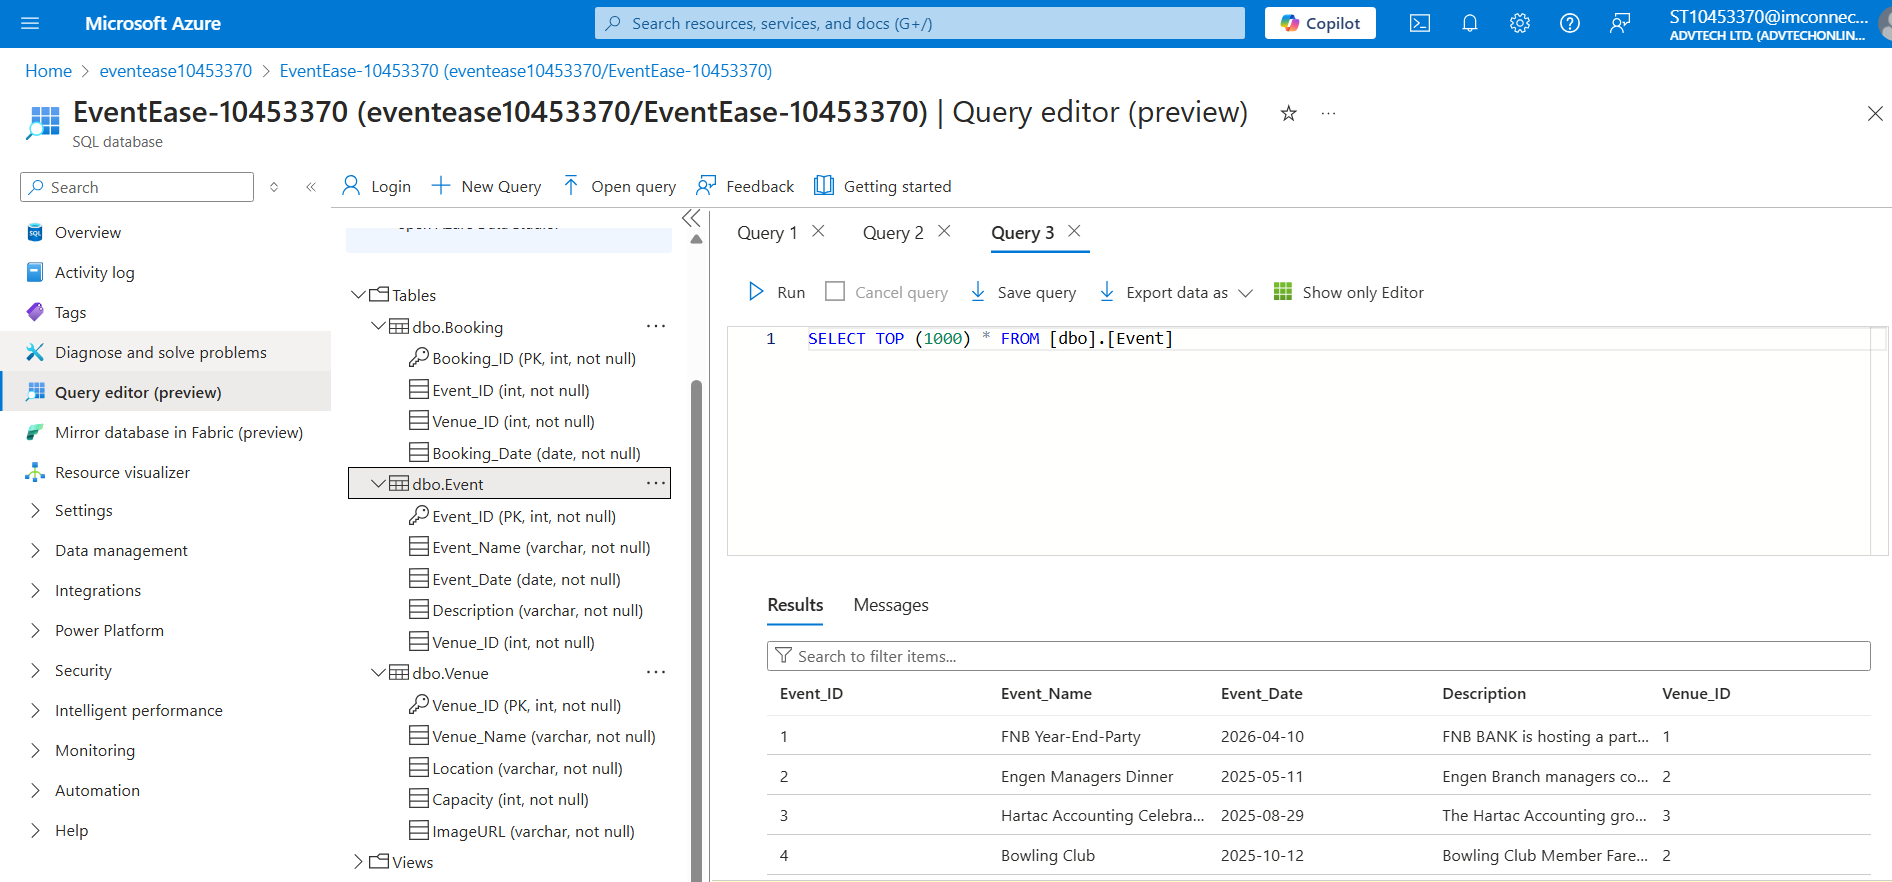 Microsoft Azure
Search resources, services, and docs (G+/)
Copilot
ST10453370@imconnec...
ADVTECH LTD. (ADVTECHONLIN...
Home > eventease10453370 > EventEase-10453370 (eventease10453370/EventEase-10453370)
EventEase-10453370 (eventease10453370/EventEase-10453370) | Query editor (preview)
SQL database
Search
Login
New Query
Open query
Feedback
Getting started
Overview
Activity log
Tags
Diagnose and solve problems
Query editor (preview)
Mirror database in Fabric (preview)
Resource visualizer
Settings
Data management
Integrations
Power Platform
Security
Intelligent performance
Monitoring
Automation
Help
Tables
dbo.Booking
Booking_ID (PK, int, not null)
Event_ID (int, not null)
Venue_ID (int, not null)
Booking_Date (date, not null)
dbo.Event
Event_ID (PK, int, not null)
Event_Name (varchar, not null)
Event_Date (date, not null)
Description (varchar, not null)
Venue_ID (int, not null)
dbo.Venue
Venue_ID (PK, int, not null)
Venue_Name (varchar, not null)
Location (varchar, not null)
Capacity (int, not null)
ImageURL (varchar, not null)
Views
Query 1
Query 2
Query 3
Run
Cancel query
Save query
Export data as
Show only Editor
1 SELECT TOP (1000) * FROM [dbo].[Event]
Results
Messages
Search to filter items...
Event_ID Event_Name Event_Date Description Venue_ID
1 FNB Year-End-Party 2026-04-10 FNB BANK is hosting a part... 1
2 Engen Managers Dinner 2025-05-11 Engen Branch managers co... 2
3 Hartac Accounting Celebra... 2025-08-29 The Hartac Accounting gro... 3
4 Bowling Club 2025-10-12 Bowling Club Member Fare... 2